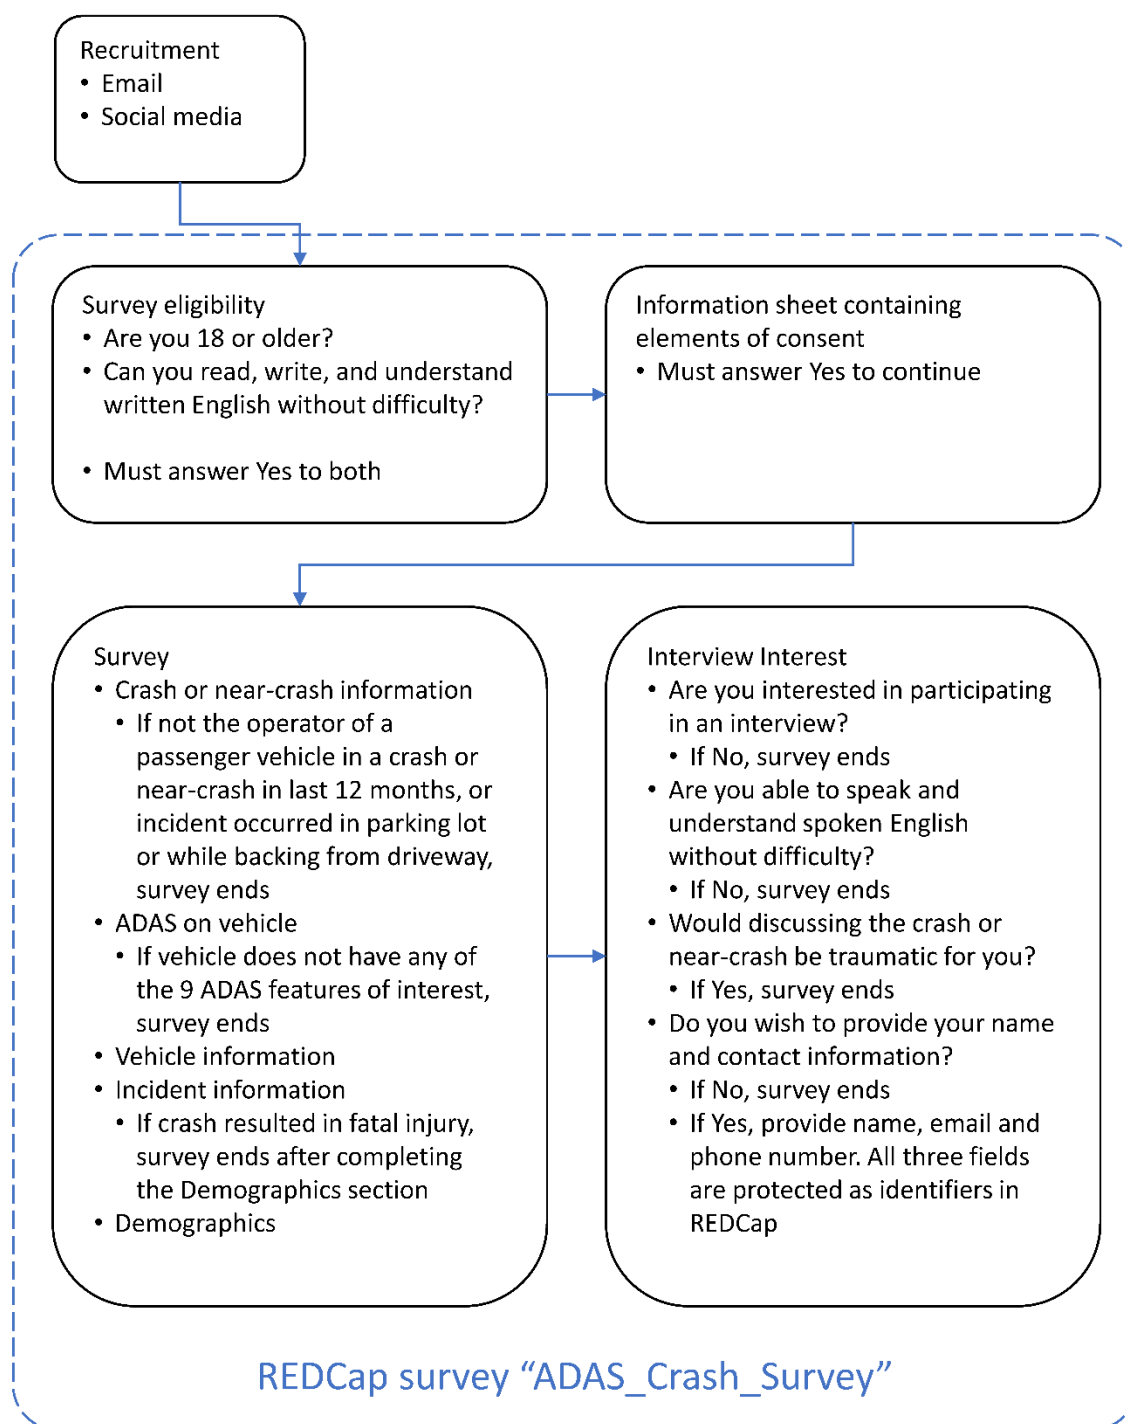 Recruitment
• Email
• Social media
Survey eligibility
• Are you 18 or older?
• Can you read, write, and understand
written English without difficulty?
• Must answer Yes to both
Information sheet containing
elements of consent
• Must answer Yes to continue
Survey
• Crash or near-crash information
• If not the operator of a
passenger vehicle in a crash or
near-crash in last 12 months, or
incident occurred in parking lot
or while backing from driveway,
survey ends
• ADAS on vehicle
• If vehicle does not have any of
the 9 ADAS features of interest,
survey ends
• Vehicle information
• Incident information
• If crash resulted in fatal injury,
survey ends after completing
the Demographics section
• Demographics
Interview Interest
• Are you interested in participating
in an interview?
• If No, survey ends
• Are you able to speak and
understand spoken English
without difficulty?
• If No, survey ends
• Would discussing the crash or
near-crash be traumatic for you?
• If Yes, survey ends
• Do you wish to provide your name
and contact information?
• If No, survey ends
• If Yes, provide name, email and
phone number. All three fields
are protected as identifiers in
REDCap
REDCap survey “ADAS_Crash_Survey”